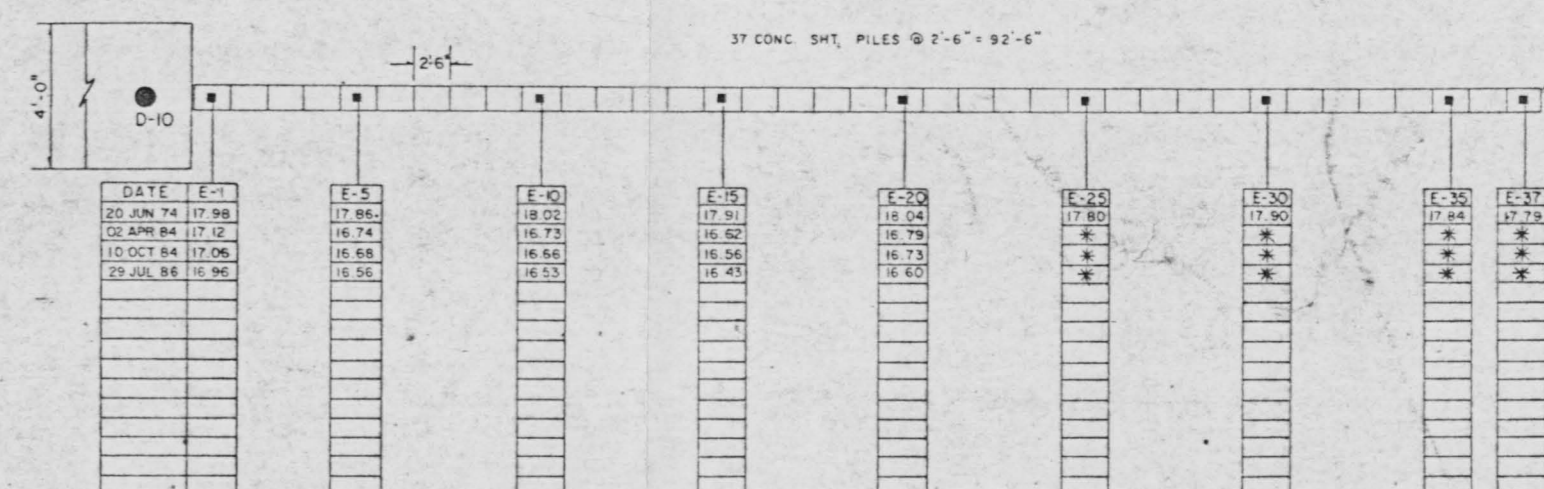 37 CONC. SHT. PILES @ 2'-6" = 92'-6"
2'-6"
4'-0"
D-10
DATE E-1 E-5 E-10 E-15 E-20 E-25 E-30 E-35 E-37
20 JUN 74 17.98 17.86 18.02 17.91 18.04 17.80 17.90 17.84 17.79
02 APR 84 17.12 16.74 16.73 16.62 16.79 * * * *
10 OCT 84 17.06 16.68 16.66 16.56 16.73 * * * *
29 JUL 86 16.96 16.56 16.53 16.43 16.60 * * * *